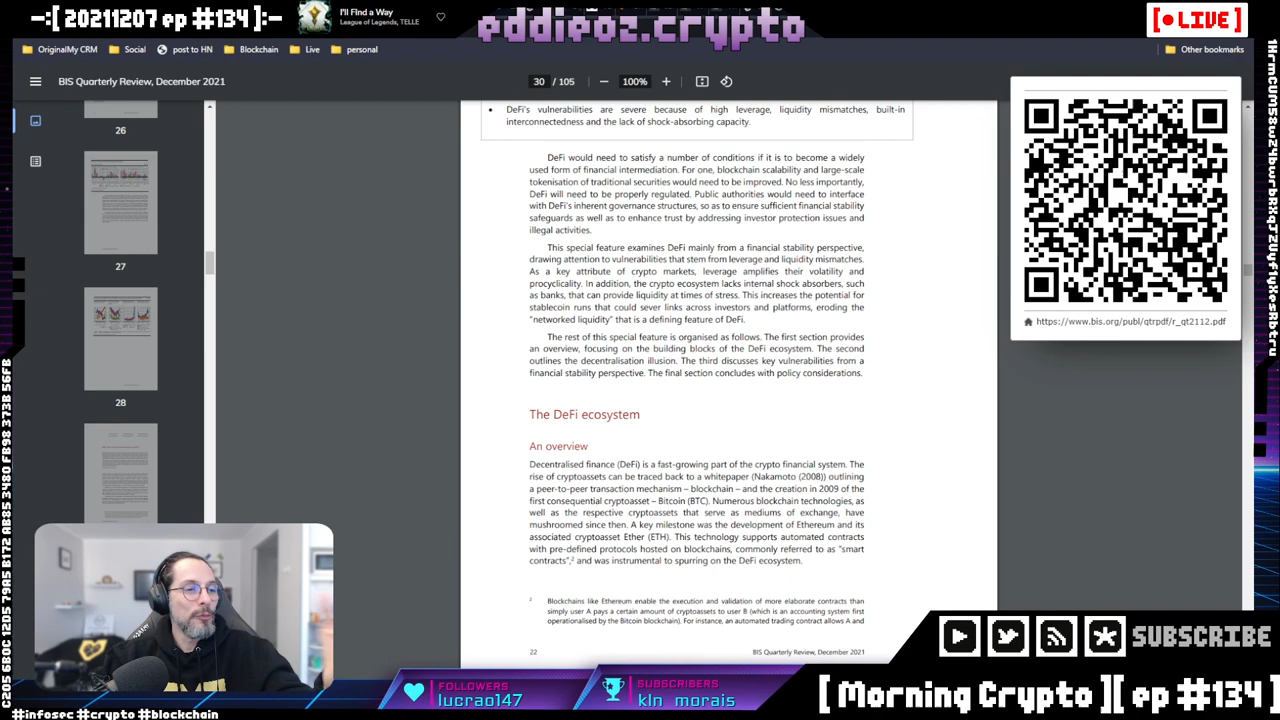 -:[ 20211207 ep #134 ]:-
I'll Find a Way
League of Legends, TELLE
eddieoz.crypto
[● LIVE]
OriginalMy CRM
Social
post to HN
Blockchain
Live
personal
Other bookmarks
BIS Quarterly Review, December 2021
30 / 105
100%
26
28
• DeFi's vulnerabilities are severe because of high leverage, liquidity mismatches, built-in
interconnectedness and the lack of shock-absorbing capacity.
DeFi would need to satisfy a number of conditions if it is to become a widely
used form of financial intermediation. For one, blockchain scalability and large-scale
tokenisation of traditional securities would need to be improved. No less importantly,
DeFi will need to be properly regulated. Public authorities would need to interface
with DeFi's inherent governance structures, so as to ensure sufficient financial stability
safeguards as well as to enhance trust by addressing investor protection issues and
illegal activities.
This special feature examines DeFi mainly from a financial stability perspective,
drawing attention to vulnerabilities that stem from leverage and liquidity mismatches.
As a key attribute of crypto markets, leverage amplifies their volatility and
procyclicality. In addition, the crypto ecosystem lacks internal shock absorbers, such
as banks, that can provide liquidity at times of stress. This increases the potential for
stablecoin runs that could sever links across investors and platforms, eroding the
"networked liquidity" that is a defining feature of DeFi.
The rest of this special feature is organised as follows. The first section provides
an overview, focusing on the building blocks of the DeFi ecosystem. The second
outlines the decentralisation illusion. The third discusses key vulnerabilities from a
financial stability perspective. The final section concludes with policy considerations.
The DeFi ecosystem
An overview
Decentralised finance (DeFi) is a fast-growing part of the crypto financial system. The
rise of cryptoassets can be traced back to a whitepaper (Nakamoto (2008)) outlining
a peer-to-peer transaction mechanism – blockchain – and the creation in 2009 of the
first consequential cryptoasset – Bitcoin (BTC). Numerous blockchain technologies, as
well as the respective cryptoassets that serve as mediums of exchange, have
mushroomed since then. A key milestone was the development of Ethereum and its
associated cryptoasset Ether (ETH). This technology supports automated contracts
with pre-defined protocols hosted on blockchains, commonly referred to as "smart
contracts",² and was instrumental to spurring on the DeFi ecosystem.
² Blockchains like Ethereum enable the execution and validation of more elaborate contracts than
simply user A pays a certain amount of cryptoassets to user B (which is an accounting system first
operationalised by the Bitcoin blockchain). For instance, an automated trading contract allows A and
22
BIS Quarterly Review, December 2021
https://www.bis.org/publ/qtrpdf/r_qt2112.pdf
SUBSCRIBE
FOLLOWERS
lucrao147
SUBSCRIBERS
kln_morais
[ Morning Crypto ][ ep #134 ]
#crypto #blockchain